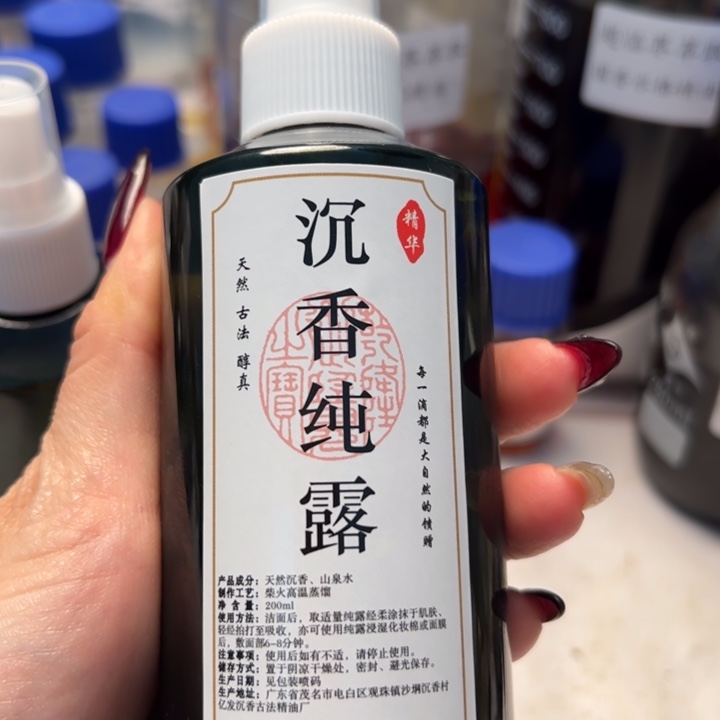 沉香纯露
精华
天然 古法 醇真
每一滴都是大自然的馈赠
产品成分：天然沉香、山泉水
制作工艺：柴火高温蒸馏
净 含 量：200ml
使用方法：洁面后，取适量纯露经柔涂抹于肌肤、
轻经拍打至吸收，亦可使用纯露浸湿化妆棉或面膜
后，敷面部6-8分钟。
注意事项：使用后如有不适，请停止使用。
储存方式：置于阴凉干燥处，密封、避光保存。
生产日期：见包装喷码
生产地址：广东省茂名市电白区观珠镇沙垌沉香村
亿发沉香古法精油厂